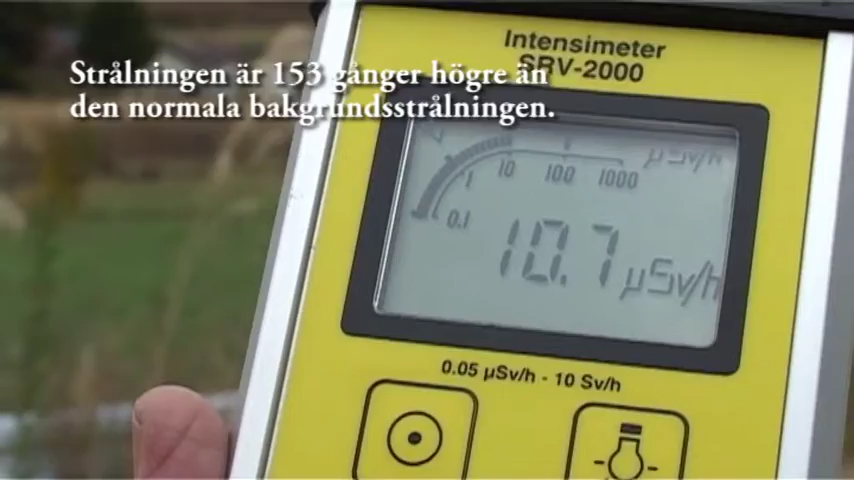 Strålningen är 153 gånger högre än
den normala bakgrundsstrålningen.
Intensimeter
SRV-2000
µSv/h
0.1 1 10 100 1000
10.7 µSv/h
0.05 µSv/h - 10 Sv/h